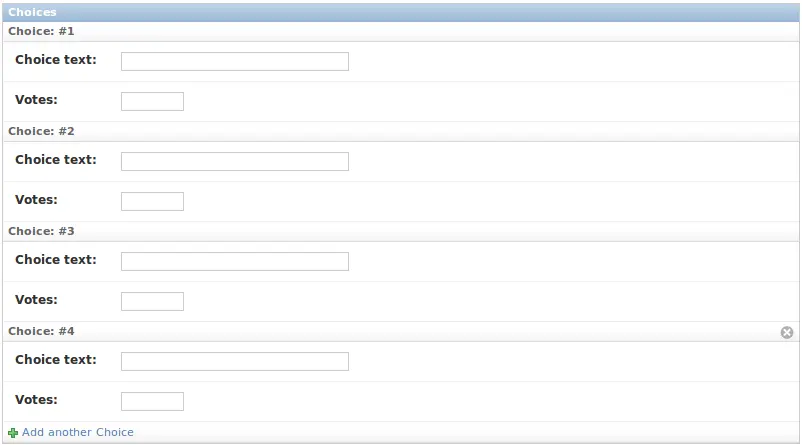 Choices
Choice: #1
Choice text:
Votes:
Choice: #2
Choice text:
Votes:
Choice: #3
Choice text:
Votes:
Choice: #4
Choice text:
Votes:
Add another Choice